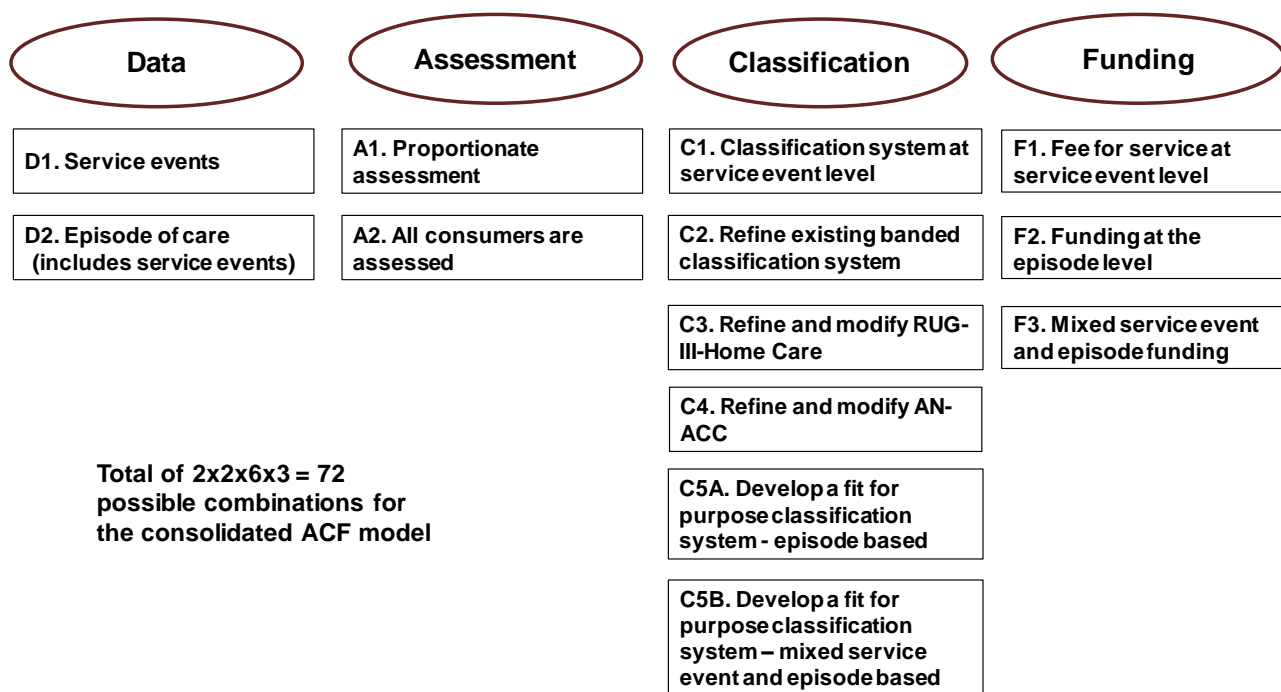 Data
Assessment
Classification
Funding
D1. Service events
D2. Episode of care
(includes service events)
A1. Proportionate
assessment
A2. All consumers are
assessed
C1. Classification system at
service event level
C2. Refine existing banded
classification system
C3. Refine and modify RUG-
III-Home Care
C4. Refine and modify AN-
ACC
C5A. Develop a fit for
purpose classification
system - episode based
C5B. Develop a fit for
purpose classification
system – mixed service
event and episode based
F1. Fee for service at
service event level
F2. Funding at the
episode level
F3. Mixed service event
and episode funding
Total of 2x2x6x3 = 72
possible combinations for
the consolidated ACF model